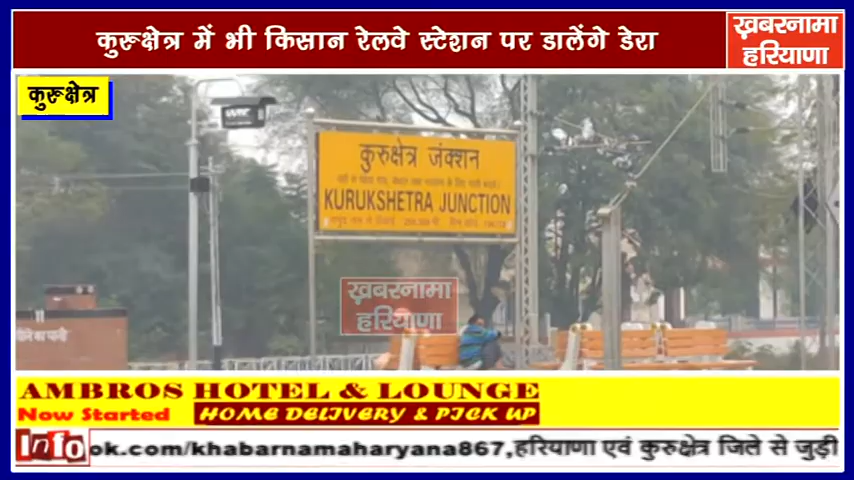 कुरूक्षेत्र में भी किसान रेलवे स्टेशन पर डालेंगे डेरा
ख़बरनामा
हरियाणा
कुरूक्षेत्र
कुरुक्षेत्र जंक्शन
KURUKSHETRA JUNCTION
ख़बरनामा
हरियाणा
AMBROS HOTEL & LOUNGE
Now Started HOME DELIVERY & PICK UP
Info ok.com/khabarnamaharyana867,हरियाणा एवं कुरुक्षेत्र जिले से जुड़ी